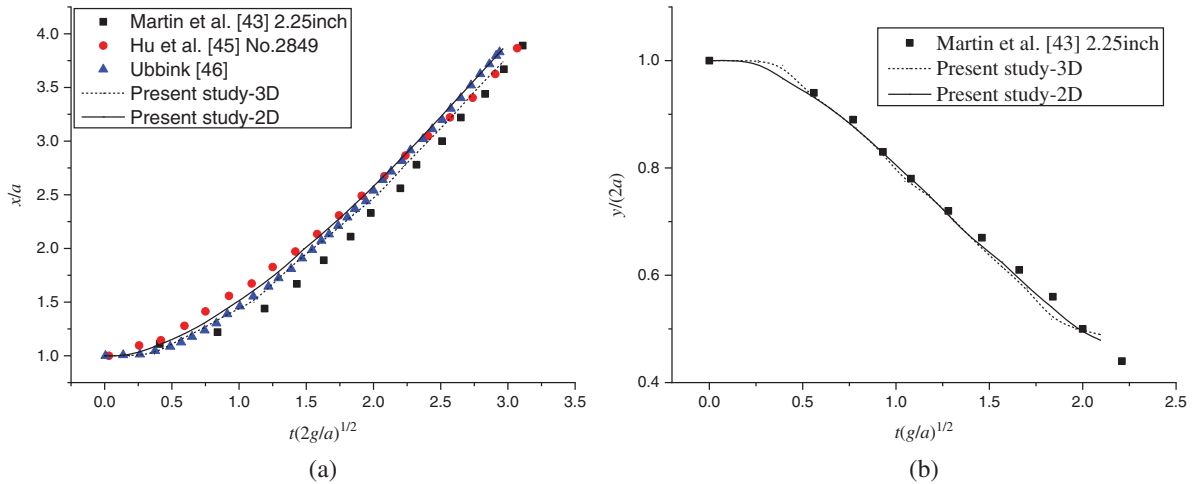 Martin et al. [43] 2.25inch
Hu et al. [45] No.2849
Ubbink [46]
Present study-3D
Present study-2D
4.0
3.5
3.0
2.5
2.0
1.5
1.0
x/a
0.0 0.5 1.0 1.5 2.0 2.5 3.0 3.5
t(2g/a)^{1/2}
(a)
Martin et al. [43] 2.25inch
Present study-3D
Present study-2D
1.0
0.8
0.6
0.4
y/(2a)
0.0 0.5 1.0 1.5 2.0 2.5
t(g/a)^{1/2}
(b)